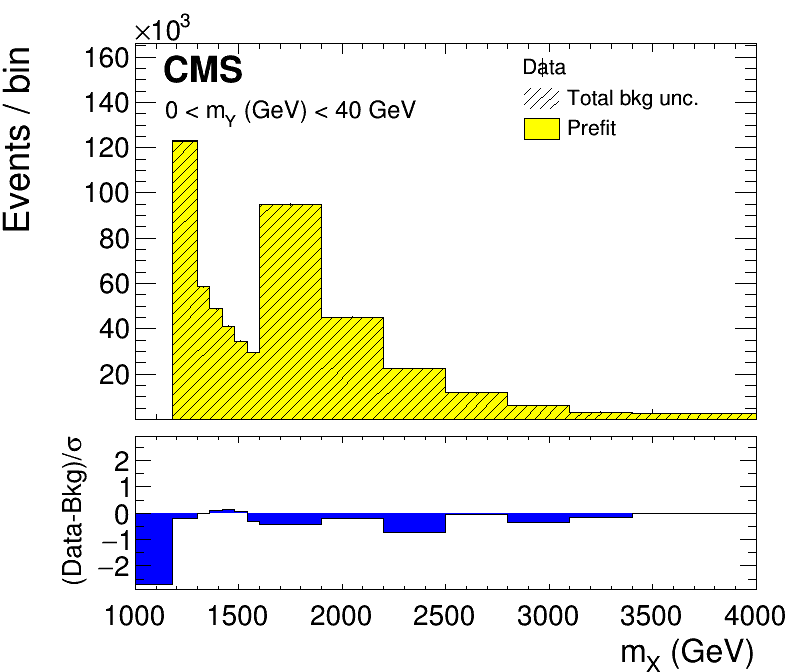 ×10³
Events / bin
160
140
120
100
80
60
40
20
CMS
0 < m_Y (GeV) < 40 GeV
Data
Total bkg unc.
Prefit
(Data-Bkg)/σ
2
1
0
−1
−2
1000 1500 2000 2500 3000 3500 4000
m_X (GeV)